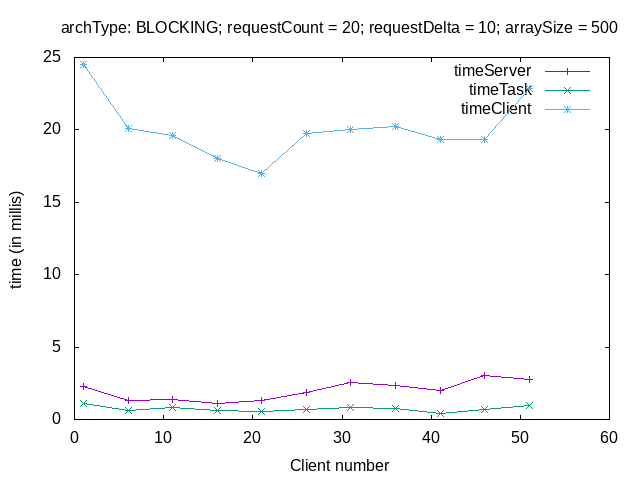 archType: BLOCKING; requestCount = 20; requestDelta = 10; arraySize = 500
25
20
15
10
5
0
time (in millis)
timeServer
timeTask
timeClient
0 10 20 30 40 50 60
Client number